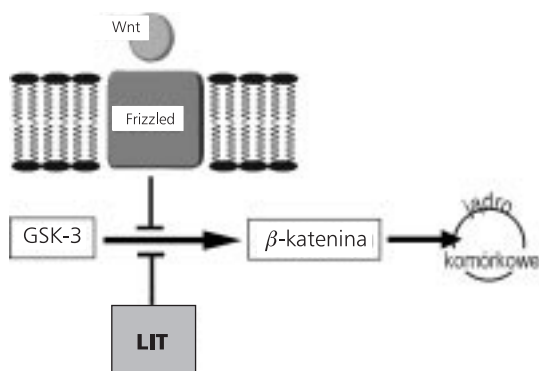 Wnt
Frizzled
GSK-3
β-katenina
jądro
komórkowe
LIT